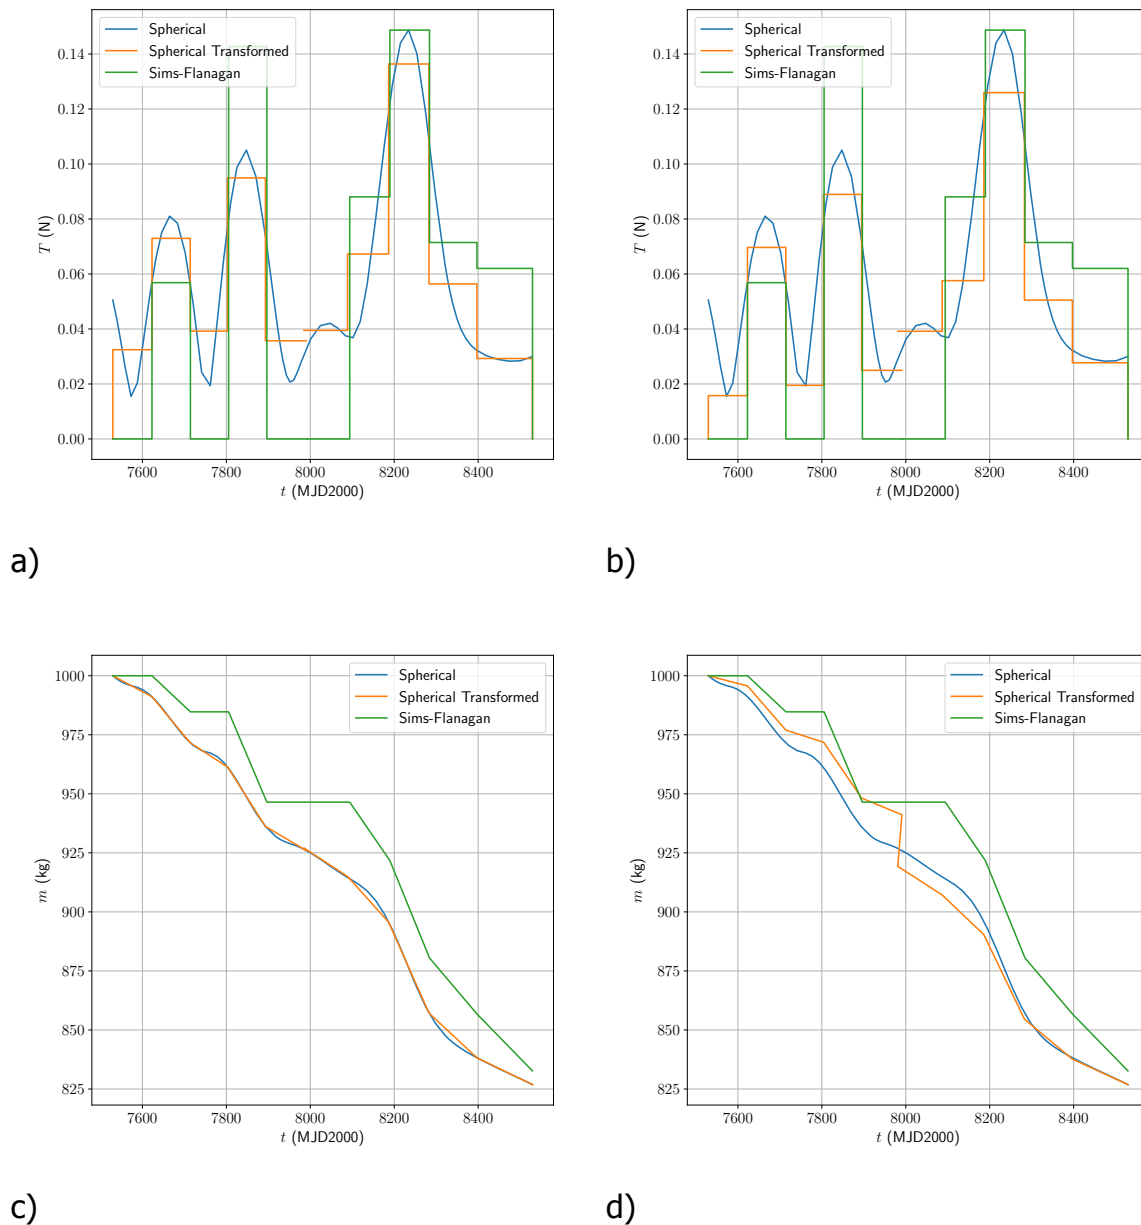 Spherical
Spherical Transformed
Sims-Flanagan
0.14
0.12
0.10
0.08
0.06
0.04
0.02
0.00
T (N)
7600 7800 8000 8200 8400
t (MJD2000)
a)
Spherical
Spherical Transformed
Sims-Flanagan
0.14
0.12
0.10
0.08
0.06
0.04
0.02
0.00
T (N)
7600 7800 8000 8200 8400
t (MJD2000)
b)
Spherical
Spherical Transformed
Sims-Flanagan
1000
975
950
925
900
875
850
825
m (kg)
7600 7800 8000 8200 8400
t (MJD2000)
c)
Spherical
Spherical Transformed
Sims-Flanagan
1000
975
950
925
900
875
850
825
m (kg)
7600 7800 8000 8200 8400
t (MJD2000)
d)